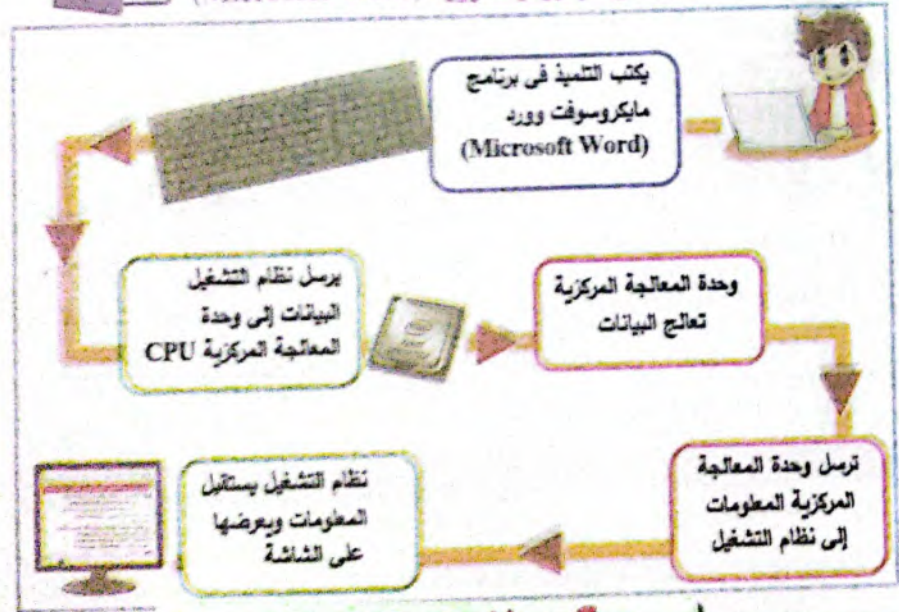 يكتب التلميذ فى برنامج
مايكروسوفت وورد
(Microsoft Word)
يرسل نظام التشغيل
البيانات إلى وحدة
المعالجة المركزية CPU
وحدة المعالجة المركزية
تعالج البيانات
ترسل وحدة المعالجة
المركزية المعلومات
إلى نظام التشغيل
نظام التشغيل يستقبل
المعلومات ويعرضها
على الشاشة